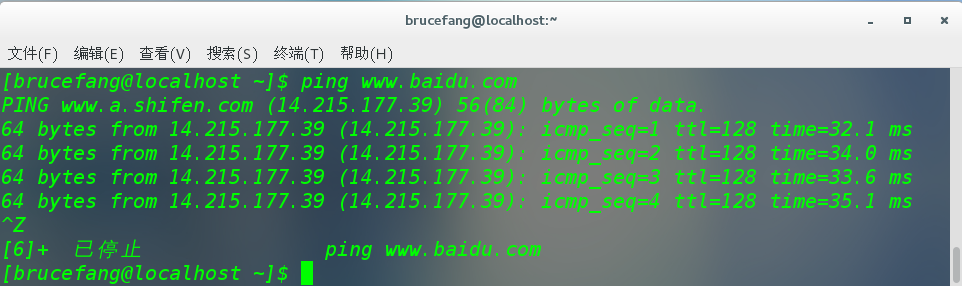 brucefang@localhost:~
文件(F) 编辑(E) 查看(V) 搜索(S) 终端(T) 帮助(H)
[brucefang@localhost ~]$ ping www.baidu.com
PING www.a.shifen.com (14.215.177.39) 56(84) bytes of data.
64 bytes from 14.215.177.39 (14.215.177.39): icmp_seq=1 ttl=128 time=32.1 ms
64 bytes from 14.215.177.39 (14.215.177.39): icmp_seq=2 ttl=128 time=34.0 ms
64 bytes from 14.215.177.39 (14.215.177.39): icmp_seq=3 ttl=128 time=33.6 ms
64 bytes from 14.215.177.39 (14.215.177.39): icmp_seq=4 ttl=128 time=35.1 ms
^Z
[6]+  已停止               ping www.baidu.com
[brucefang@localhost ~]$